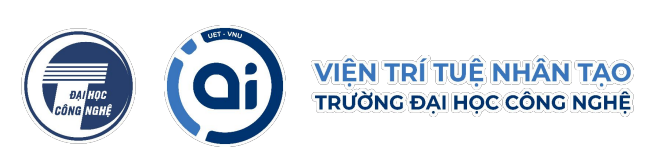 ĐẠI HỌC
CÔNG NGHỆ
UET - VNU
ai
VIỆN TRÍ TUỆ NHÂN TẠO
TRƯỜNG ĐẠI HỌC CÔNG NGHỆ